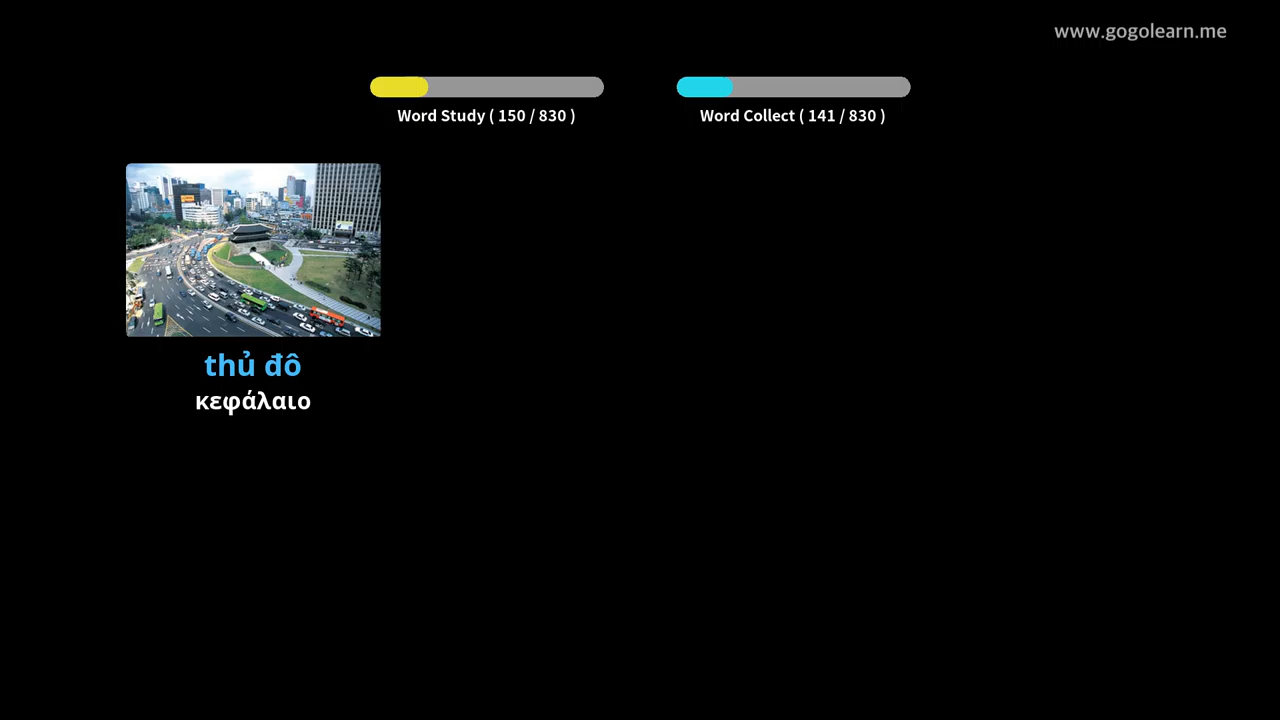 www.gogolearn.me
Word Study ( 150 / 830 )
Word Collect ( 141 / 830 )
thủ đô
κεφάλαιο